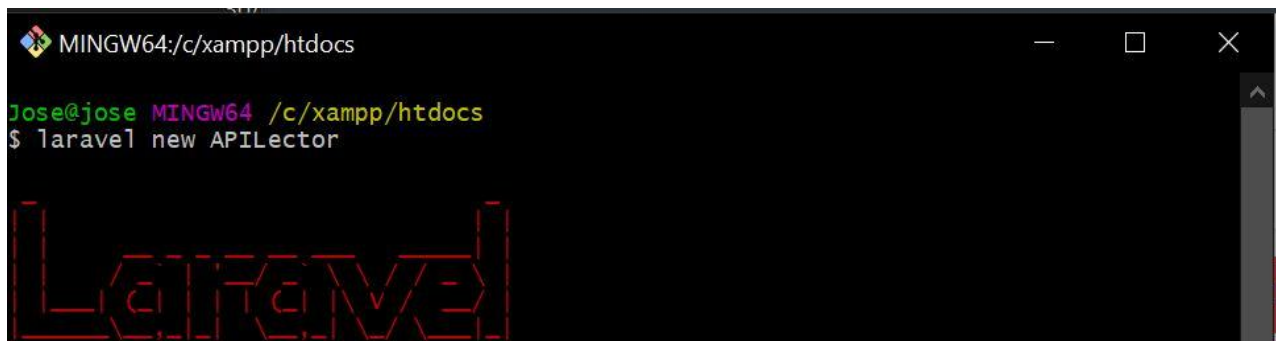 MINGW64:/c/xampp/htdocs
Jose@jose MINGW64 /c/xampp/htdocs
$ laravel new APILector
Laravel